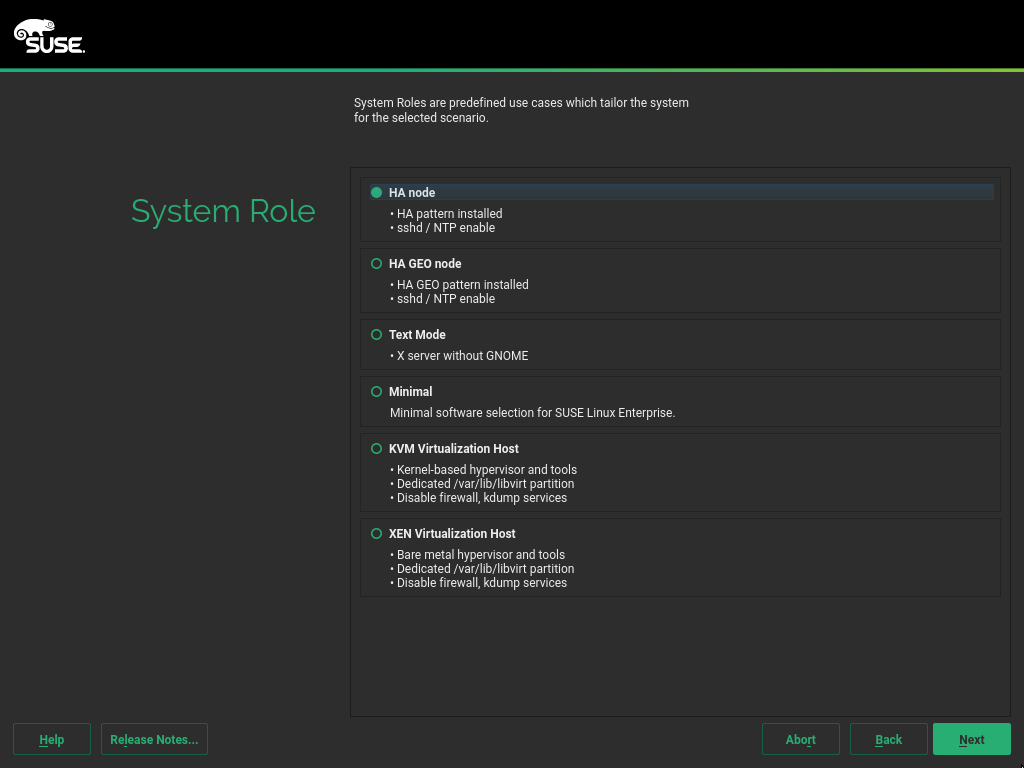 SUSE.
System Roles are predefined use cases which tailor the system
for the selected scenario.
System Role
HA node
• HA pattern installed
• sshd / NTP enable
HA GEO node
• HA GEO pattern installed
• sshd / NTP enable
Text Mode
• X server without GNOME
Minimal
Minimal software selection for SUSE Linux Enterprise.
KVM Virtualization Host
• Kernel-based hypervisor and tools
• Dedicated /var/lib/libvirt partition
• Disable firewall, kdump services
XEN Virtualization Host
• Bare metal hypervisor and tools
• Dedicated /var/lib/libvirt partition
• Disable firewall, kdump services
Help Release Notes... Abort Back Next